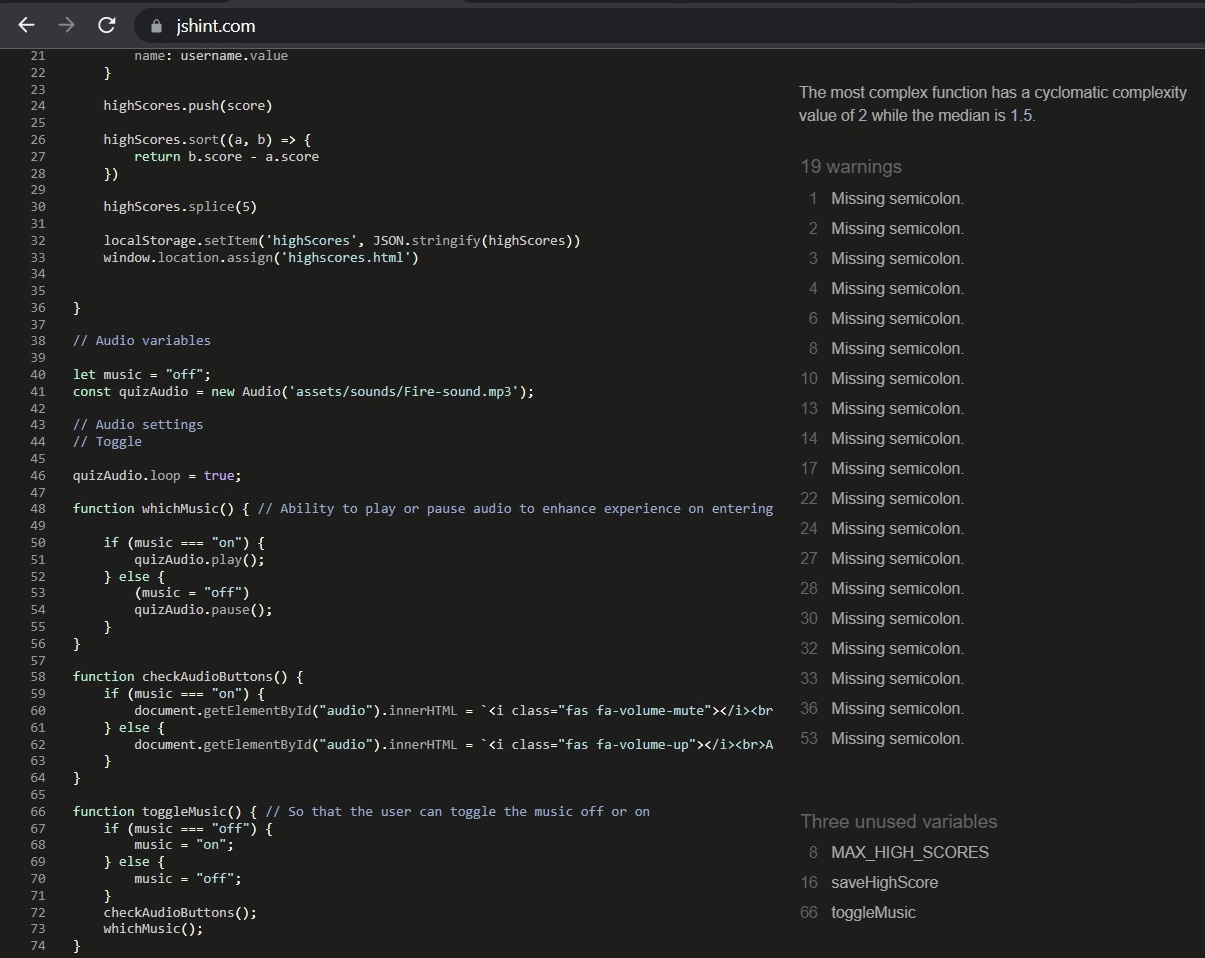 jshint.com
21 name: username.value
22 }
23
24 highScores.push(score)
25
26 highScores.sort((a, b) => {
27 return b.score - a.score
28 })
29
30 highScores.splice(5)
31
32 localStorage.setItem('highScores', JSON.stringify(highScores))
33 window.location.assign('highscores.html')
34
35
36 }
37
38 // Audio variables
39
40 let music = "off";
41 const quizAudio = new Audio('assets/sounds/Fire-sound.mp3');
42
43 // Audio settings
44 // Toggle
45
46 quizAudio.loop = true;
47
48 function whichMusic() { // Ability to play or pause audio to enhance experience on entering
49
50 if (music === "on") {
51 quizAudio.play();
52 } else {
53 (music = "off")
54 quizAudio.pause();
55 }
56 }
57
58 function checkAudioButtons() {
59 if (music === "on") {
60 document.getElementById("audio").innerHTML = `<i class="fas fa-volume-mute"></i><br
61 } else {
62 document.getElementById("audio").innerHTML = `<i class="fas fa-volume-up"></i><br>A
63 }
64 }
65
66 function toggleMusic() { // So that the user can toggle the music off or on
67 if (music === "off") {
68 music = "on";
69 } else {
70 music = "off";
71 }
72 checkAudioButtons();
73 whichMusic();
74 }
The most complex function has a cyclomatic complexity
value of 2 while the median is 1.5.
19 warnings
1 Missing semicolon.
2 Missing semicolon.
3 Missing semicolon.
4 Missing semicolon.
6 Missing semicolon.
8 Missing semicolon.
10 Missing semicolon.
13 Missing semicolon.
14 Missing semicolon.
17 Missing semicolon.
22 Missing semicolon.
24 Missing semicolon.
27 Missing semicolon.
28 Missing semicolon.
30 Missing semicolon.
32 Missing semicolon.
33 Missing semicolon.
36 Missing semicolon.
53 Missing semicolon.
Three unused variables
8 MAX_HIGH_SCORES
16 saveHighScore
66 toggleMusic